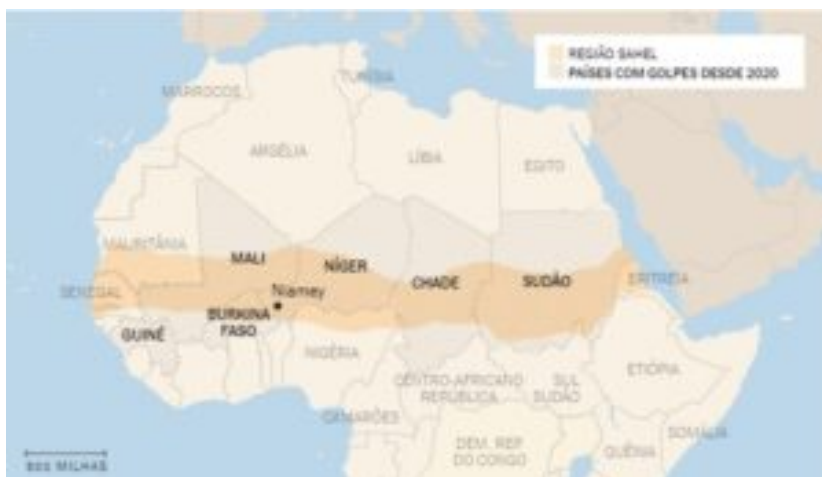 REGIÃO SAHEL
PAÍSES COM GOLPES DESDE 2020
TUNÍSIA
MARROCOS
ARGÉLIA
LÍBIA
EGITO
MAURITÂNIA
MALI
NÍGER
CHADE
SUDÃO
ERITREIA
SENEGAL
Niamey
BURKINA
FASO
GUINÉ
NIGÉRIA
CENTRO-AFRICANO
REPÚBLICA
SUL
SUDÃO
ETIÓPIA
CAMARÕES
DEM. REP
DO CONGO
QUÊNIA
SOMÁLIA
800 MILHAS